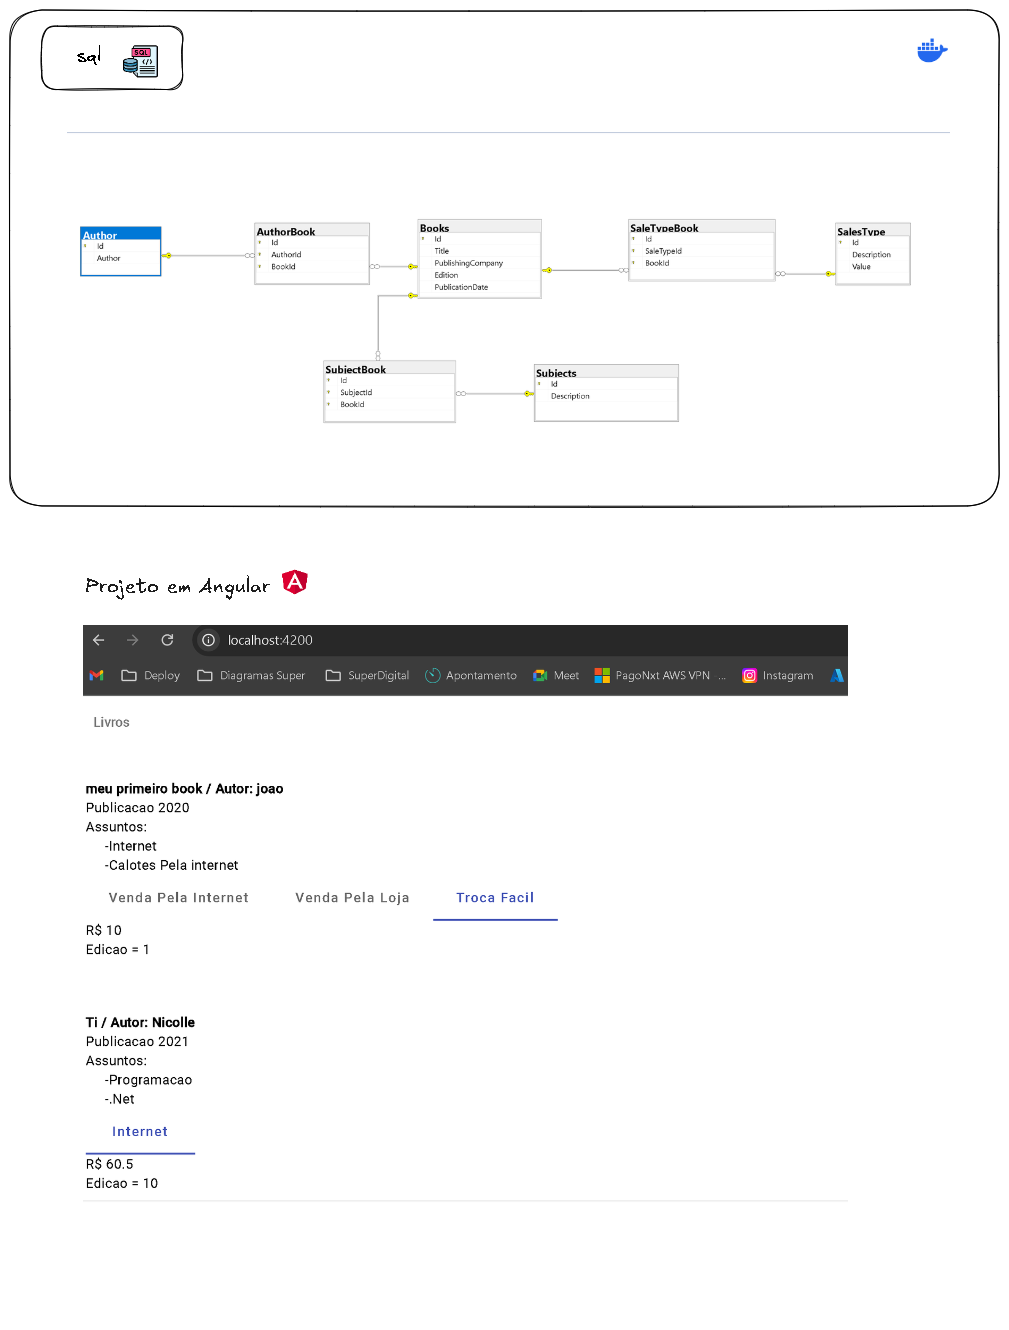 sql
SQL
Author
Id
Author
AuthorBook
Id
AuthorId
BookId
Books
Id
Title
PublishingCompany
Edition
PublicationDate
SaleTypeBook
Id
SaleTypeId
BookId
SalesType
Id
Description
Value
SubjectBook
Id
SubjectId
BookId
Subjects
Id
Description
Projeto em Angular
localhost:4200
Deploy Diagramas Super SuperDigital Apontamento Meet PagoNxt AWS VPN ... Instagram
Livros
meu primeiro book / Autor: joao
Publicacao 2020
Assuntos:
-Internet
-Calotes Pela internet
Venda Pela Internet Venda Pela Loja Troca Facil
R$ 10
Edicao = 1
Ti / Autor: Nicolle
Publicacao 2021
Assuntos:
-Programacao
-.Net
Internet
R$ 60.5
Edicao = 10